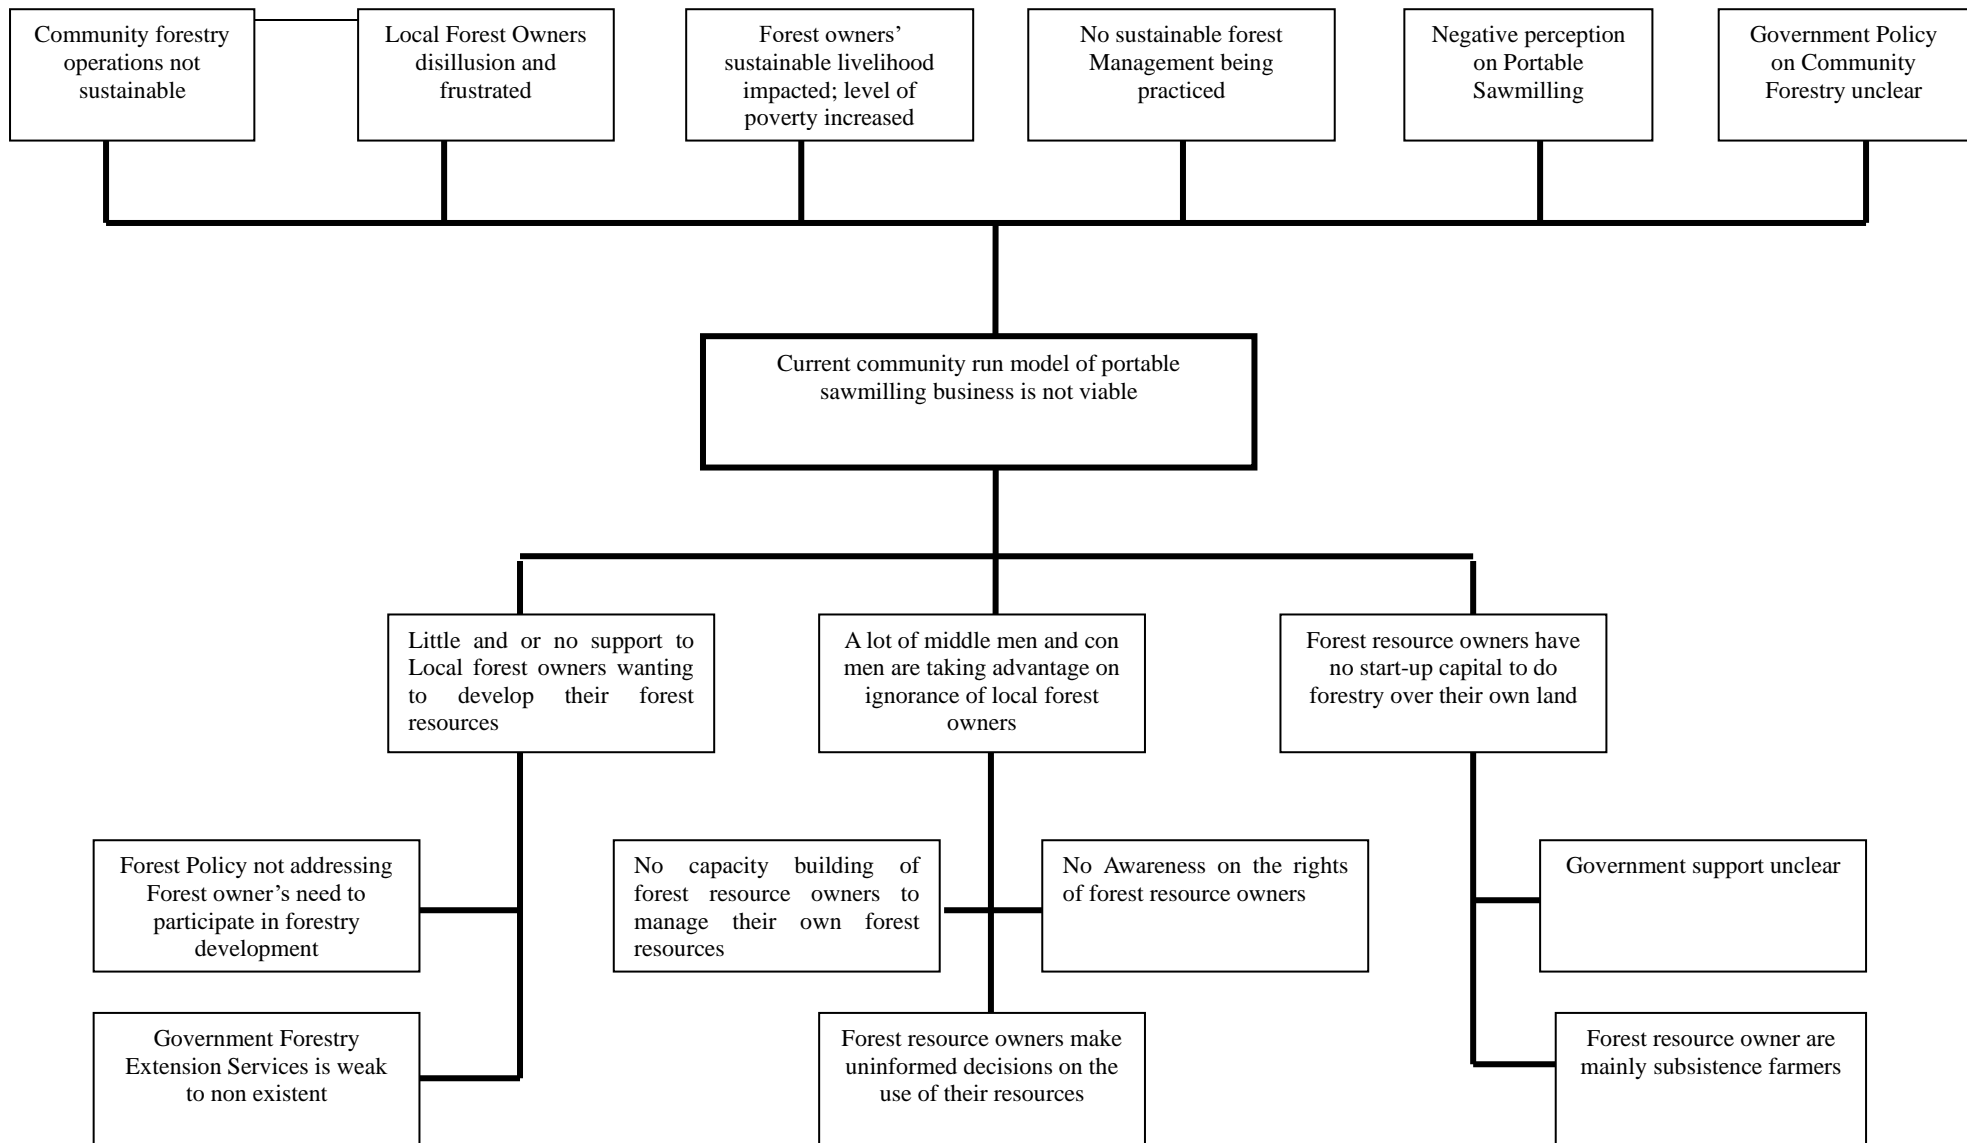 Community forestry
operations not
sustainable
Local Forest Owners
disillusion and
frustrated
Forest owners’
sustainable livelihood
impacted; level of
poverty increased
No sustainable forest
Management being
practiced
Negative perception
on Portable
Sawmilling
Government Policy
on Community
Forestry unclear
Current community run model of portable
sawmilling business is not viable
Little and or no support to
Local forest owners wanting
to develop their forest
resources
A lot of middle men and con
men are taking advantage on
ignorance of local forest
owners
Forest resource owners have
no start-up capital to do
forestry over their own land
Forest Policy not addressing
Forest owner’s need to
participate in forestry
development
No capacity building of
forest resource owners to
manage their own forest
resources
No Awareness on the rights
of forest resource owners
Government support unclear
Government Forestry
Extension Services is weak
to non existent
Forest resource owners make
uninformed decisions on the
use of their resources
Forest resource owner are
mainly subsistence farmers